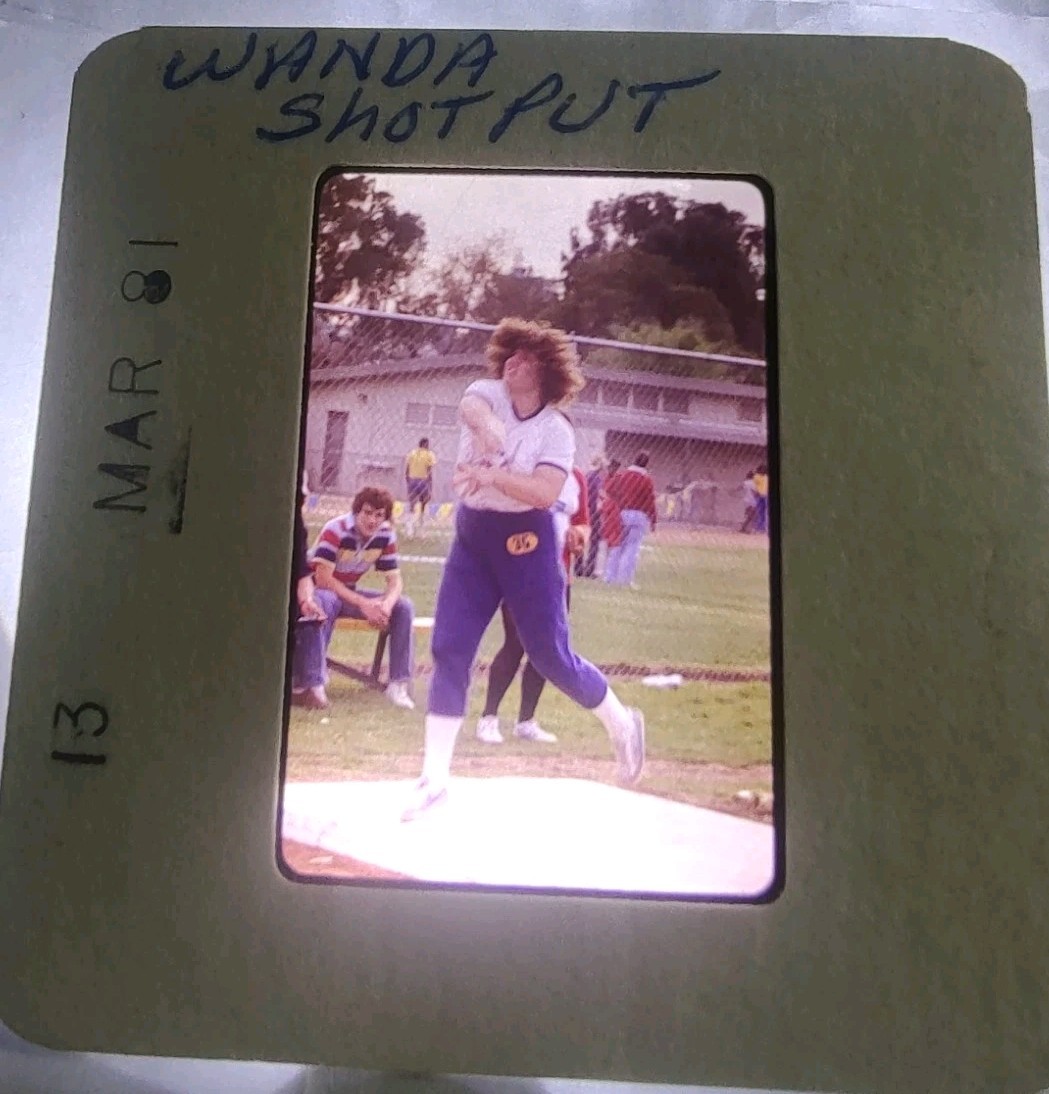 WANDA
ShOT PUT
MAR 81
13